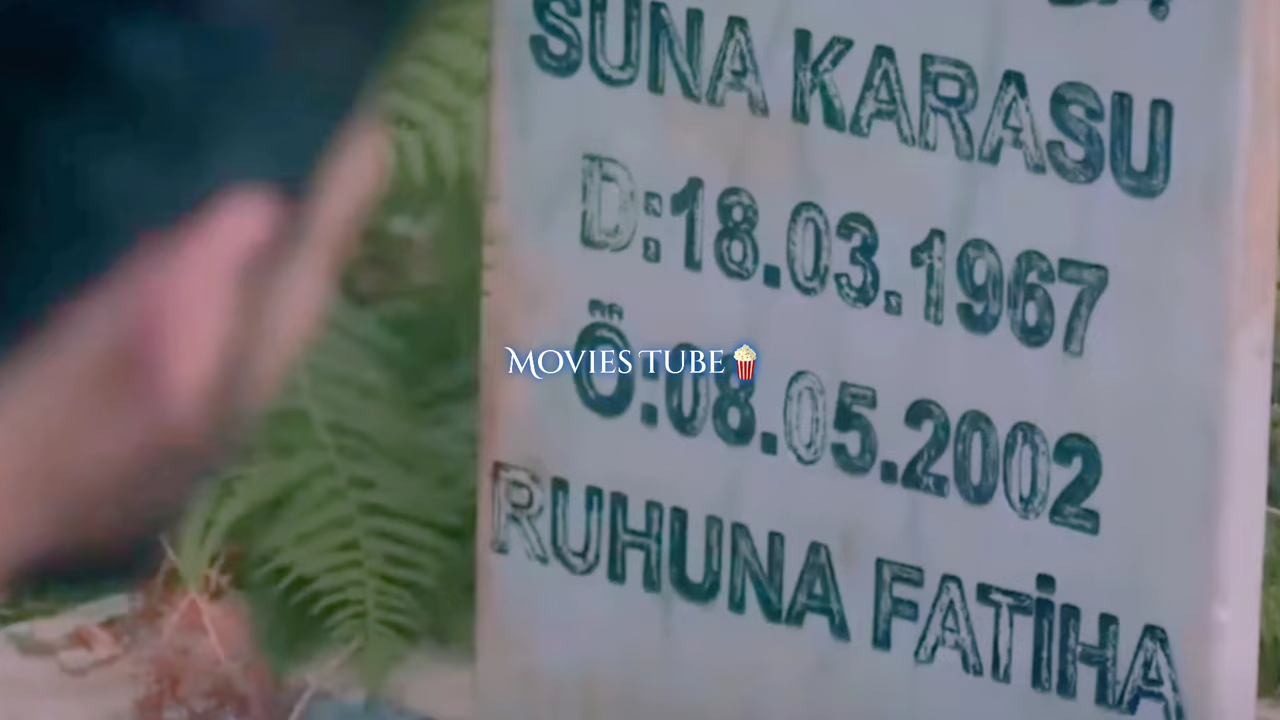 SUNA KARASU
D:18.03.1967
MOVIES TUBE
Ö:08.05.2002
RUHUNA FATİHA